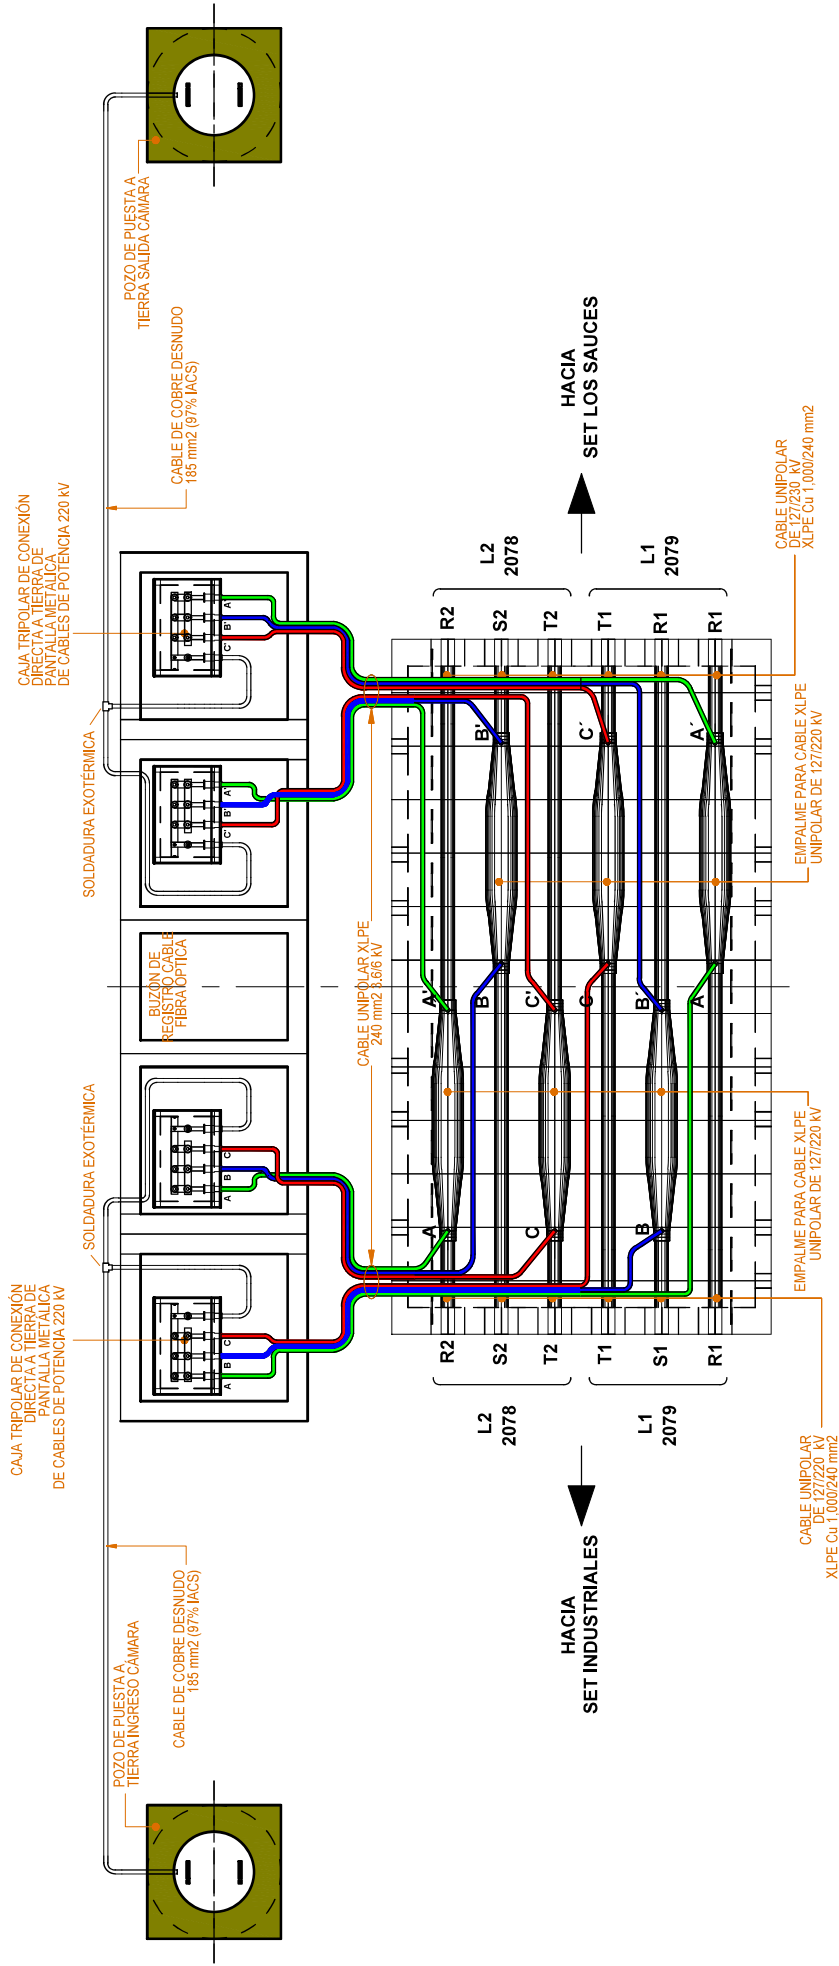 POZO DE PUESTA A
TIERRA INGRESO CÁMARA
CABLE DE COBRE DESNUDO
185 mm2 (97% IACS)
CAJA TRIPOLAR DE CONEXIÓN
DIRECTA A TIERRA DE
PANTALLA METÁLICA
DE CABLES DE POTENCIA 220 kV
SOLDADURA EXOTÉRMICA
SOLDADURA EXOTÉRMICA
CAJA TRIPOLAR DE CONEXIÓN
DIRECTA A TIERRA DE
PANTALLA METÁLICA
DE CABLES DE POTENCIA 220 kV
CABLE DE COBRE DESNUDO
185 mm2 (97% IACS)
POZO DE PUESTA A
TIERRA SALIDA CÁMARA
A
B
C
A
B
C
BUZON DE
REGISTRO CABLE
FIBRA OPTICA
C'
B'
A'
C'
B'
A'
CABLE UNIPOLAR XLPE
240 mm2 3.6/6 kV
L2
2078
R2
S2
T2
L1
2079
T1
S1
R1
A
C
B
A'
B
C'
C
B´
A
B'
C´
A´
R2
S2
T2
L2
2078
T1
R1
R1
L1
2079
HACIA
SET INDUSTRIALES
HACIA
SET LOS SAUCES
CABLE UNIPOLAR
DE 127/220 kV
XLPE Cu 1,000/240 mm2
EMPALME PARA CABLE XLPE
UNIPOLAR DE 127/220 kV
EMPALME PARA CABLE XLPE
UNIPOLAR DE 127/220 kV
CABLE UNIPOLAR
DE 127/230 kV
XLPE Cu 1,000/240 mm2